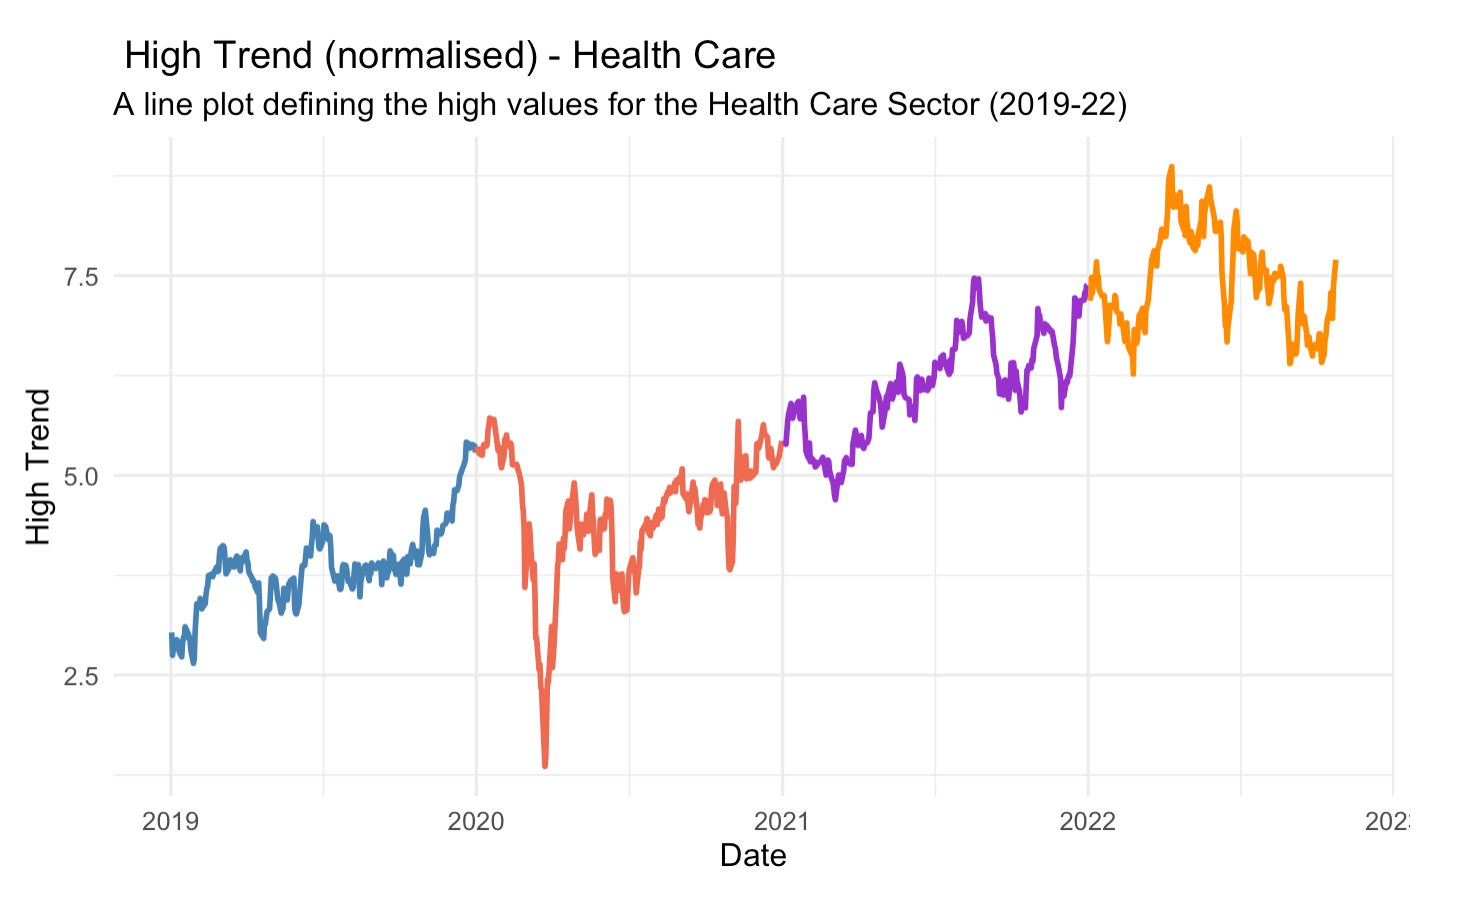 High Trend (normalised) - Health Care
A line plot defining the high values for the Health Care Sector (2019-22)
High Trend
7.5
5.0
2.5
2019 2020 2021 2022 202
Date